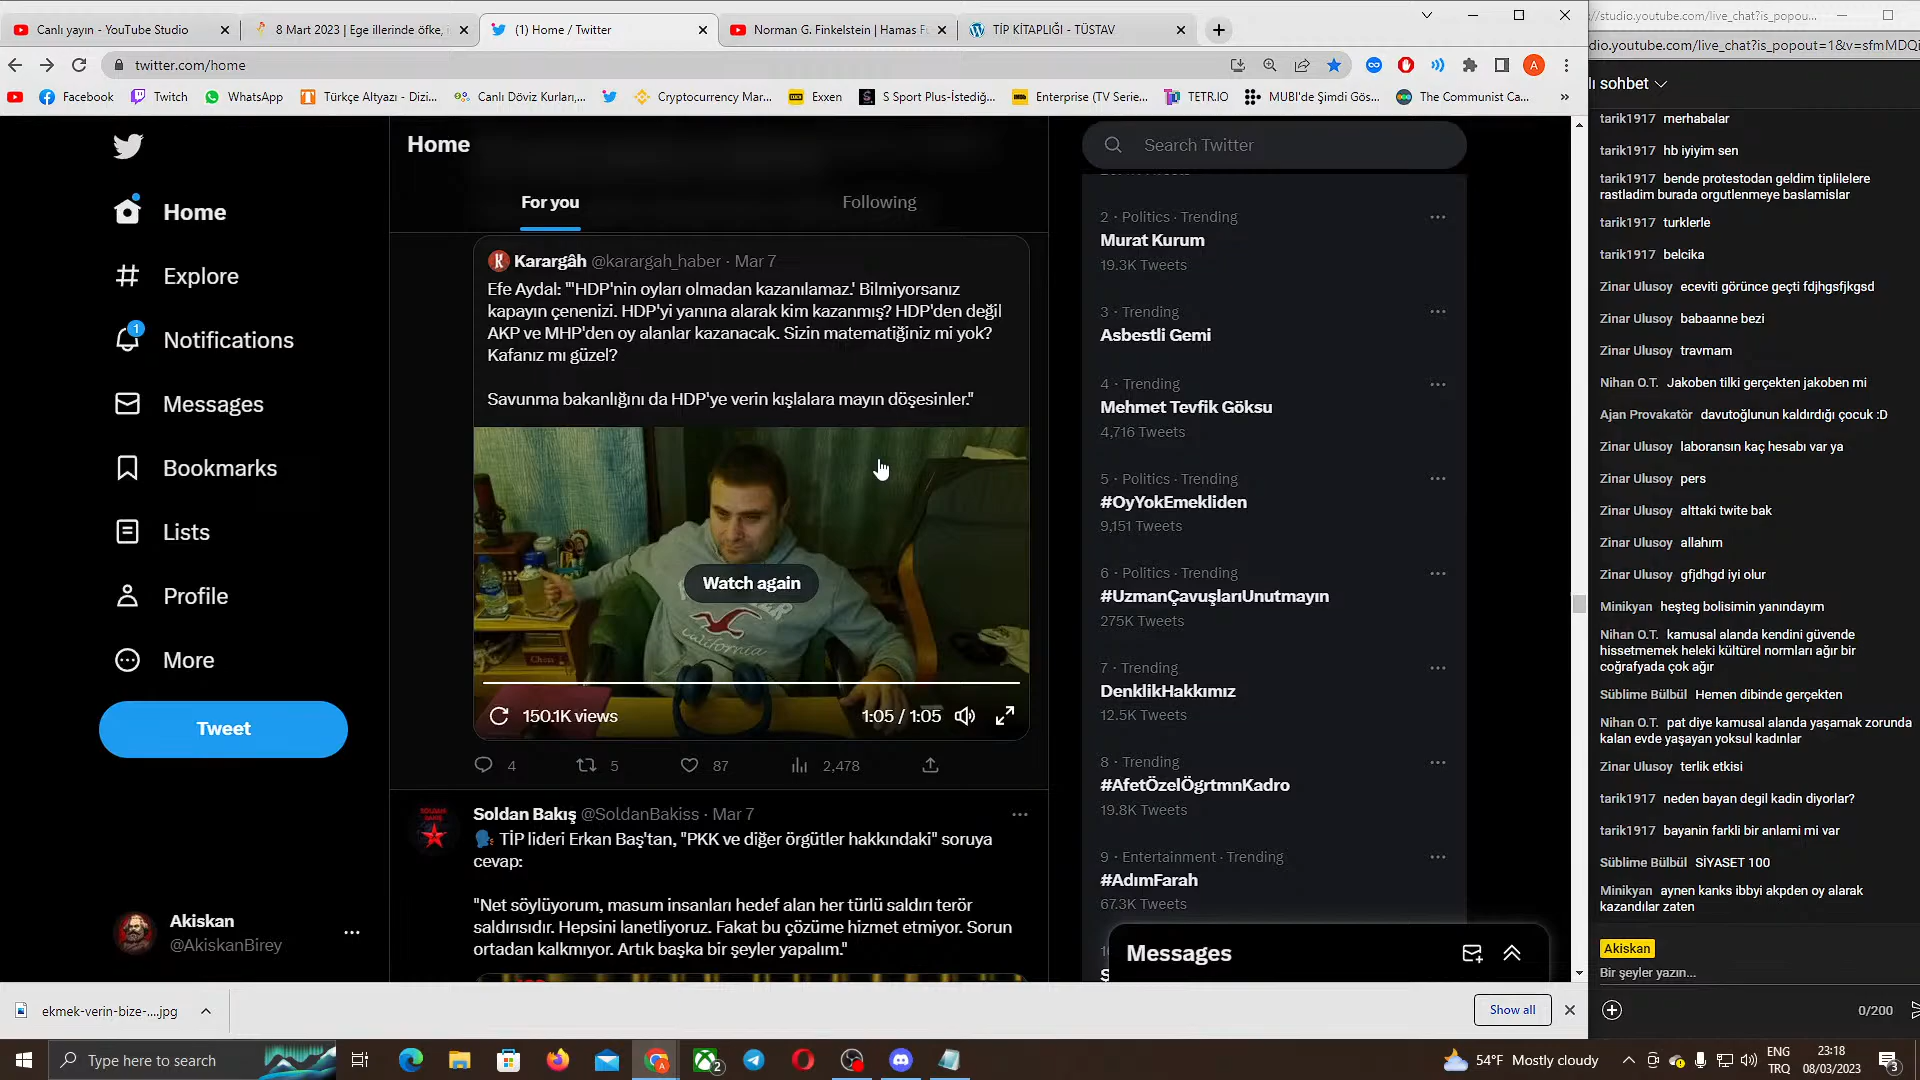 Canlı yayın - YouTube Studio
8 Mart 2023 | Ege illerinde öfke, i
(1) Home / Twitter
Norman G. Finkelstein | Hamas F
TİP KİTAPLIĞI - TÜSTAV
//studio.youtube.com/live_chat?is_popou...
twitter.com/home
dio.youtube.com/live_chat?is_popout=1&v=sfmMDQ
Facebook
Twitch
WhatsApp
Türkçe Altyazı - Dizi...
Canlı Döviz Kurları,...
Cryptocurrency Mar...
Exxen
S Sport Plus-İstediğ...
Enterprise (TV Serie...
TETR.IO
MUBI'de Şimdi Gös...
The Communist Ca...
»
Home
Explore
Notifications
1
Messages
Bookmarks
Lists
Profile
More
Tweet
Akiskan
@AkiskanBirey
Home
For you
Following
Karargâh @karargah_haber · Mar 7
Efe Aydal: "'HDP'nin oyları olmadan kazanılamaz.' Bilmiyorsanız
kapayın çenenizi. HDP'yi yanına alarak kim kazanmış? HDP'den değil
AKP ve MHP'den oy alanlar kazanacak. Sizin matematiğiniz mi yok?
Kafanız mı güzel?
Savunma bakanlığını da HDP'ye verin kışlalara mayın döşesinler."
California
Chess
Watch again
150.1K views
1:05 / 1:05
4
5
87
2,478
SOLDAN
BAKIŞ
Soldan Bakış @SoldanBakiss · Mar 7
TİP lideri Erkan Baş'tan, "PKK ve diğer örgütler hakkındaki" soruya
cevap:
"Net söylüyorum, masum insanları hedef alan her türlü saldırı terör
saldırısıdır. Hepsini lanetliyoruz. Fakat bu çözüme hizmet etmiyor. Sorun
ortadan kalkmıyor. Artık başka bir şeyler yapalım."
Search Twitter
2 · Politics · Trending
Murat Kurum
19.3K Tweets
3 · Trending
Asbestli Gemi
4 · Trending
Mehmet Tevfik Göksu
4,716 Tweets
5 · Politics · Trending
#OyYokEmekliden
9,151 Tweets
6 · Politics · Trending
#UzmanÇavuşlarıUnutmayın
275K Tweets
7 · Trending
DenklikHakkımız
12.5K Tweets
8 · Trending
#AfetÖzelÖgrtmnKadro
19.8K Tweets
9 · Entertainment · Trending
#AdımFarah
67.3K Tweets
Messages
lı sohbet
tarik1917 merhabalar
tarik1917 hb iyiyim sen
tarik1917 bende protestodan geldim tiplilelere
rastladim burada orgutlenmeye baslamislar
tarik1917 turklerle
tarik1917 belcika
Zinar Ulusoy eceviti görünce geçti fdjhgsfjkgsd
Zinar Ulusoy babaanne bezi
Zinar Ulusoy travmam
Nihan O.T. Jakoben tilki gerçekten jakoben mi
Ajan Provakatör davutoğlunun kaldırdığı çocuk :D
Zinar Ulusoy laboransın kaç hesabı var ya
Zinar Ulusoy pers
Zinar Ulusoy alttaki twite bak
Zinar Ulusoy allahım
Zinar Ulusoy gfjdhgd iyi olur
Minikyan heşteg bolisimin yanındayım
Nihan O.T. kamusal alanda kendini güvende
hissetmemek heleki kültürel normları ağır bir
coğrafyada çok ağır
Süblime Bülbül Hemen dibinde gerçekten
Nihan O.T. pat diye kamusal alanda yaşamak zorunda
kalan evde yaşayan yoksul kadınlar
Zinar Ulusoy terlik etkisi
tarik1917 neden bayan degil kadin diyorlar?
tarik1917 bayanin farkli bir anlami mi var
Süblime Bülbül SİYASET 100
Minikyan aynen kanks ibbyi akpden oy alarak
kazandılar zaten
Akiskan
Bir şeyler yazın...
0/200
ekmek-verin-bize-....jpg
Show all
Type here to search
2
54°F Mostly cloudy
ENG
TRQ
23:18
08/03/2023
3